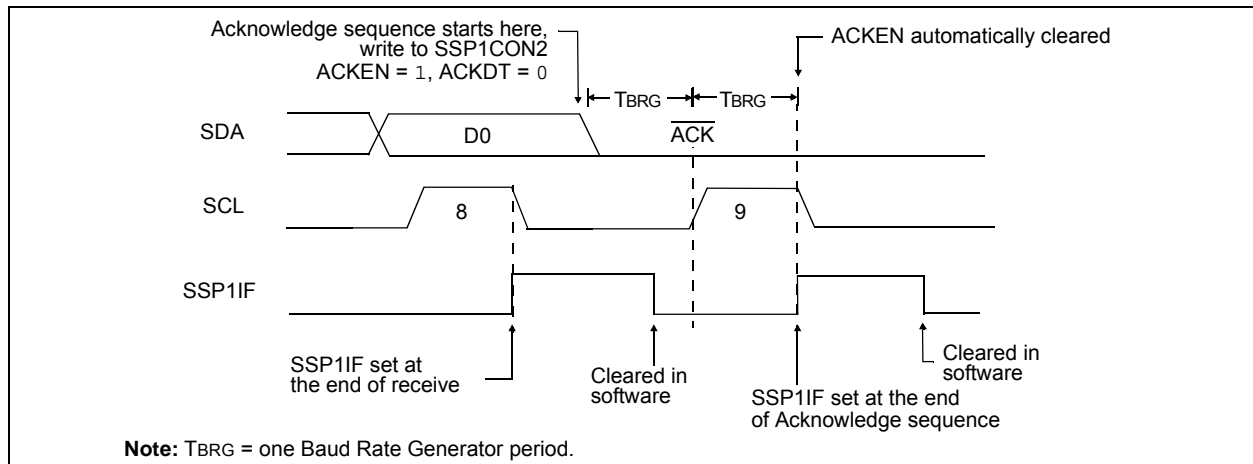 Acknowledge sequence starts here,
write to SSP1CON2
ACKEN = 1, ACKDT = 0
ACKEN automatically cleared
TBRG
TBRG
SDA
D0
ACK
SCL
8
9
SSP1IF
SSP1IF set at
the end of receive
Cleared in
software
SSP1IF set at the end
of Acknowledge sequence
Cleared in
software
Note: TBRG = one Baud Rate Generator period.